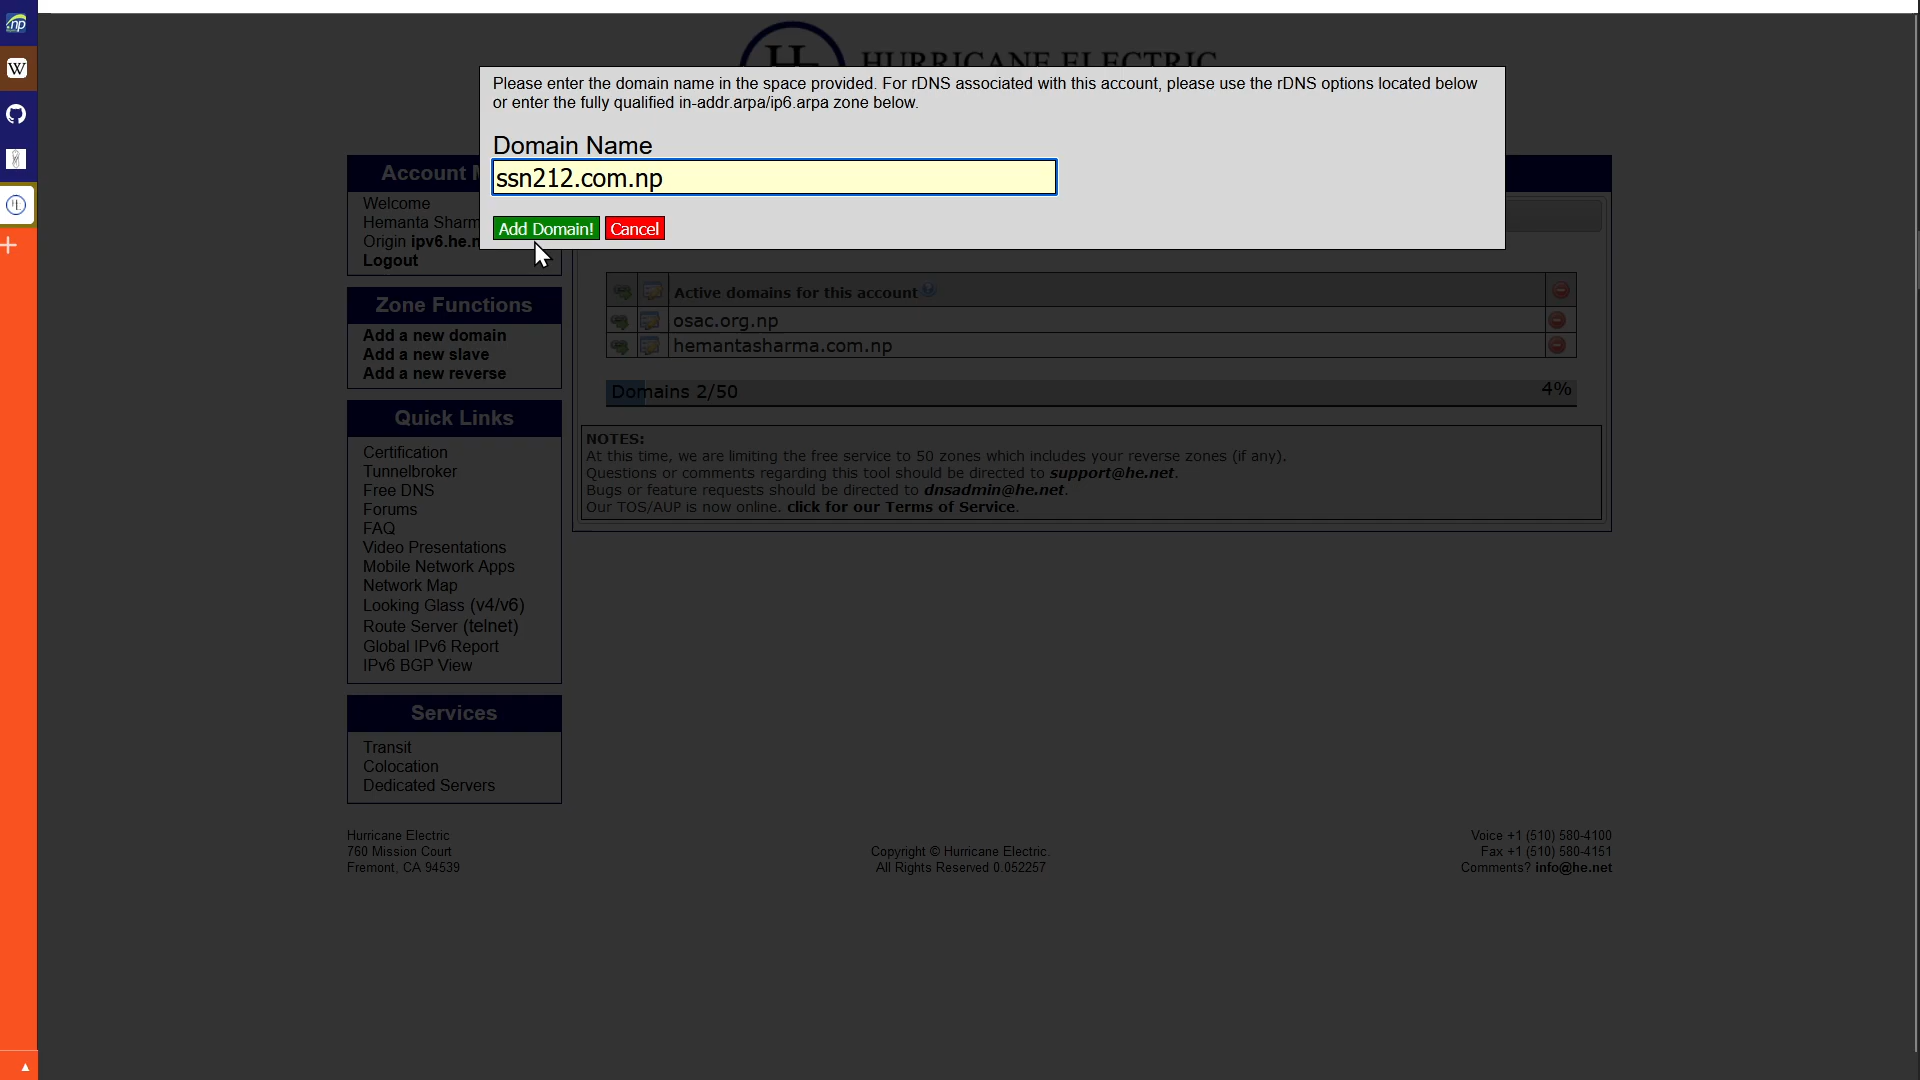 HURRICANE ELECTRIC
Please enter the domain name in the space provided. For rDNS associated with this account, please use the rDNS options located below
or enter the fully qualified in-addr.arpa/ip6.arpa zone below.
Domain Name
ssn212.com.np
Add Domain!
Cancel
Account
Welcome
Hemanta
Origin ipv6.he.
Logout
Zone Functions
Add a new domain
Add a new slave
Add a new reverse
Quick Links
Certification
Tunnelbroker
Free DNS
Forums
FAQ
Video Presentations
Mobile Network Apps
Network Map
Looking Glass (v4/v6)
Route Server (telnet)
Global IPv6 Report
IPv6 BGP View
Services
Transit
Colocation
Dedicated Servers
Active domains for this account
osac.org.np
hemantasharma.com.np
Domains 2/50
4%
NOTES:
At this time, we are limiting the free service to 50 zones which includes your reverse zones (if any).
Questions or comments regarding this tool should be directed to support@he.net.
Bugs or feature requests should be directed to dnsadmin@he.net.
Our TOS/AUP is now online. click for our Terms of Service.
Hurricane Electric
760 Mission Court
Fremont, CA 94539
Copyright © Hurricane Electric.
All Rights Reserved 0.052257
Voice +1 (510) 580-4100
Fax +1 (510) 580-4151
Comments? info@he.net